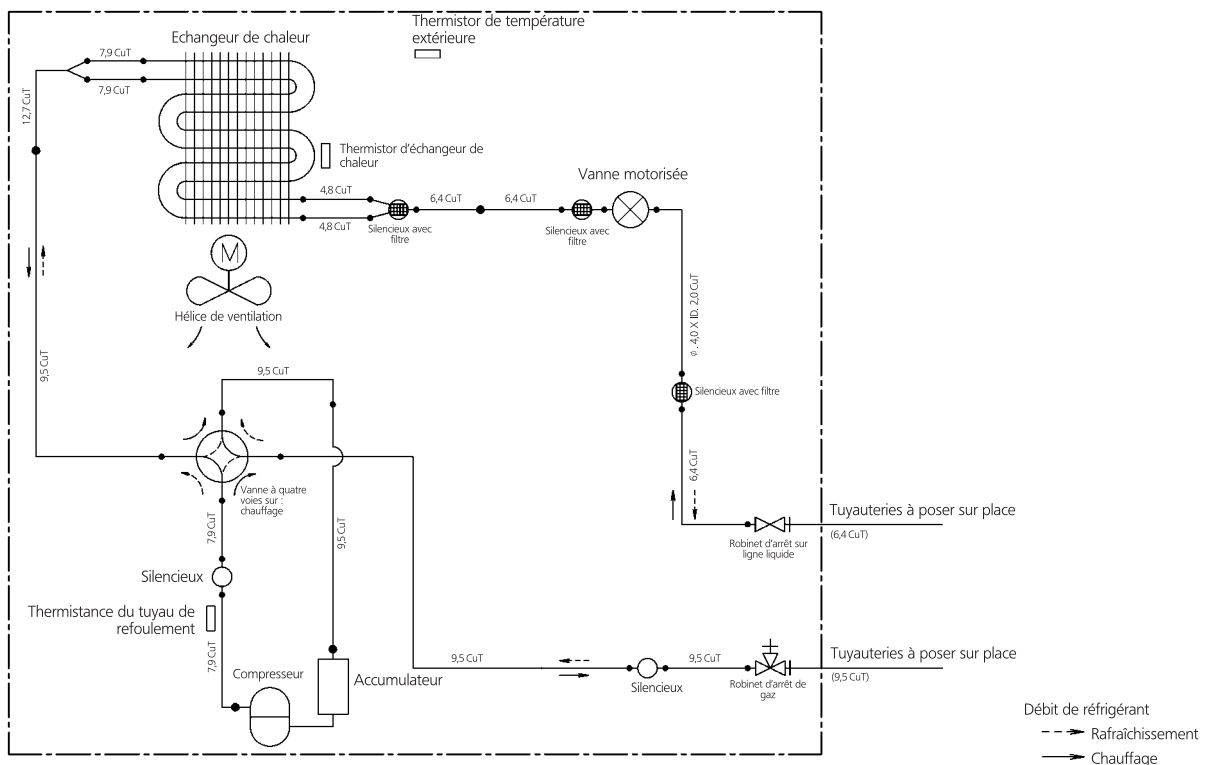 Thermistor de température
extérieure
Echangeur de chaleur
7,9 CuT
7,9 CuT
12,7 CuT
Thermistor d'échangeur de
chaleur
4,8 CuT
4,8 CuT
Silencieux avec
filtre
6,4 CuT
6,4 CuT
Silencieux avec
filtre
Vanne motorisée
M
Hélice de ventilation
ϕ. 4,0 X ID. 2,0 CuT
Silencieux avec filtre
9,5 CuT
9,5 CuT
Vanne à quatre
voies sur :
chauffage
6,4 CuT
7,9 CuT
9,5 CuT
Tuyauteries à poser sur place
(6,4 CuT)
Robinet d'arrêt sur
ligne liquide
Silencieux
Thermistance du tuyau de
refoulement
7,9 CuT
Compresseur
Accumulateur
9,5 CuT
9,5 CuT
Silencieux
Robinet d'arrêt de
gaz
Tuyauteries à poser sur place
(9,5 CuT)
Débit de réfrigérant
Rafraîchissement
Chauffage